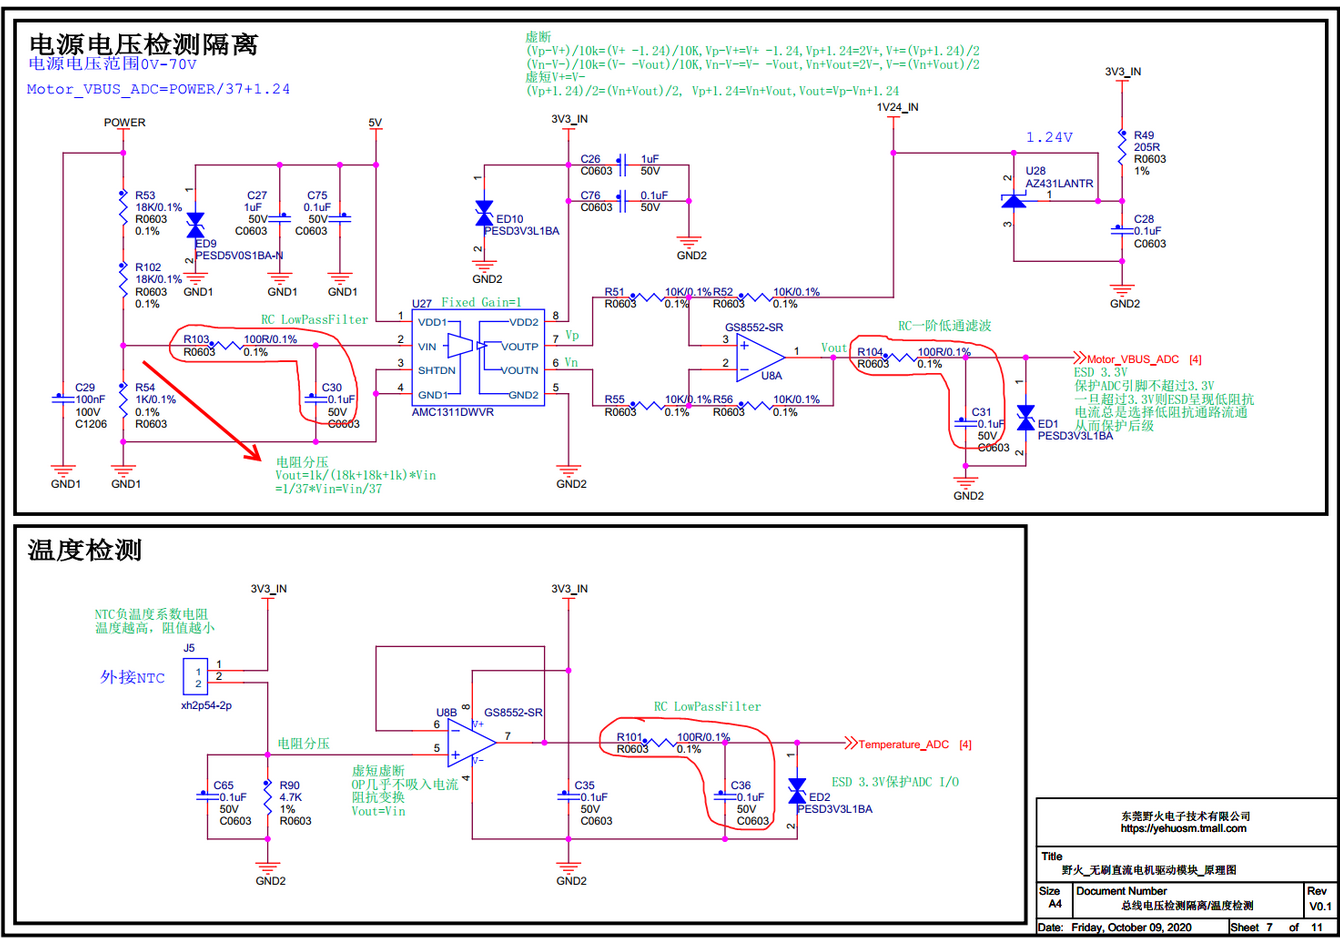 电源电压检测隔离
电源电压范围0V-70V
Motor_VBUS_ADC=POWER/37+1.24
虚断
(Vp-V+)/10k=(V+ -1.24)/10K,Vp-V+=V+ -1.24,Vp+1.24=2V+,V+=(Vp+1.24)/2
(Vn-V-)/10K=(V- -Vout)/10K,Vn-V-=V- -Vout,Vn+Vout=2V-,V-=(Vn+Vout)/2
虚短V+=V-
(Vp+1.24)/2=(Vn+Vout)/2, Vp+1.24=Vn+Vout,Vout=Vp-Vn+1.24
POWER
5V
3V3_IN
1V24_IN
3V3_IN
1.24V
R53
18K/0.1%
R0603
0.1%
R102
18K/0.1%
R0603
0.1%
1
ED9
PESD5V0S1BA-N
2
GND1
C27
1uF
50V
C0603
GND1
C75
0.1uF
50V
C0603
GND1
1
ED10
PESD3V3L1BA
2
GND2
C26
C0603
1uF
50V
C76
C0603
0.1uF
50V
GND2
R49
205R
R0603
1%
U28
AZ431LANTR
2
1
3
C28
0.1uF
C0603
GND2
RC LowPassFilter
R103
R0603
100R/0.1%
0.1%
C30
0.1uF
50V
C0603
C29
100nF
100V
C1206
GND1
R54
1K/0.1%
0.1%
R0603
GND1
电阻分压
Vout=1k/(18k+18k+1k)*Vin
=1/37*Vin=Vin/37
U27
Fixed Gain=1
1
VDD1
VDD2
8
2
VIN
VOUTP
7
3
SHTDN
VOUTN
6
4
GND1
GND2
5
AMC1311DWVR
Vp
Vn
GND2
R51
R0603
10K/0.1%
0.1%
R52
R0603
10K/0.1%
0.1%
R55
R0603
10K/0.1%
0.1%
R56
R0603
10K/0.1%
0.1%
GS8552-SR
3
2
1
U8A
Vout
RC一阶低通滤波
R104
R0603
100R/0.1%
0.1%
C31
0.1uF
50V
C0603
GND2
1
ED1
PESD3V3L1BA
2
Motor_VBUS_ADC [4]
ESD 3.3V
保护ADC引脚不超过3.3V
一旦超过3.3V则ESD呈现低阻抗
电流总是选择低阻抗通路流通
从而保护后级
温度检测
NTC负温度系数电阻
温度越高，阻值越小
3V3_IN
J5
外接NTC
1
2
1
2
xh2p54-2p
电阻分压
C65
0.1uF
50V
C0603
R90
4.7K
1%
R0603
GND2
虚短虚断
OP几乎不吸入电流
阻抗变换
Vout=Vin
3V3_IN
U8B
GS8552-SR
8
V+
6
5
7
V-
4
C35
0.1uF
50V
C0603
GND2
RC LowPassFilter
R101
R0603
100R/0.1%
0.1%
C36
0.1uF
50V
C0603
1
ED2
PESD3V3L1BA
2
Temperature_ADC [4]
ESD 3.3V保护ADC I/O
东莞野火电子技术有限公司
https://yehuosm.tmall.com
Title
野火_无刷直流电机驱动模块_原理图
Size
A4
Document Number
总线电压检测隔离/温度检测
Rev
V0.1
Date: Friday, October 09, 2020
Sheet 7 of 11